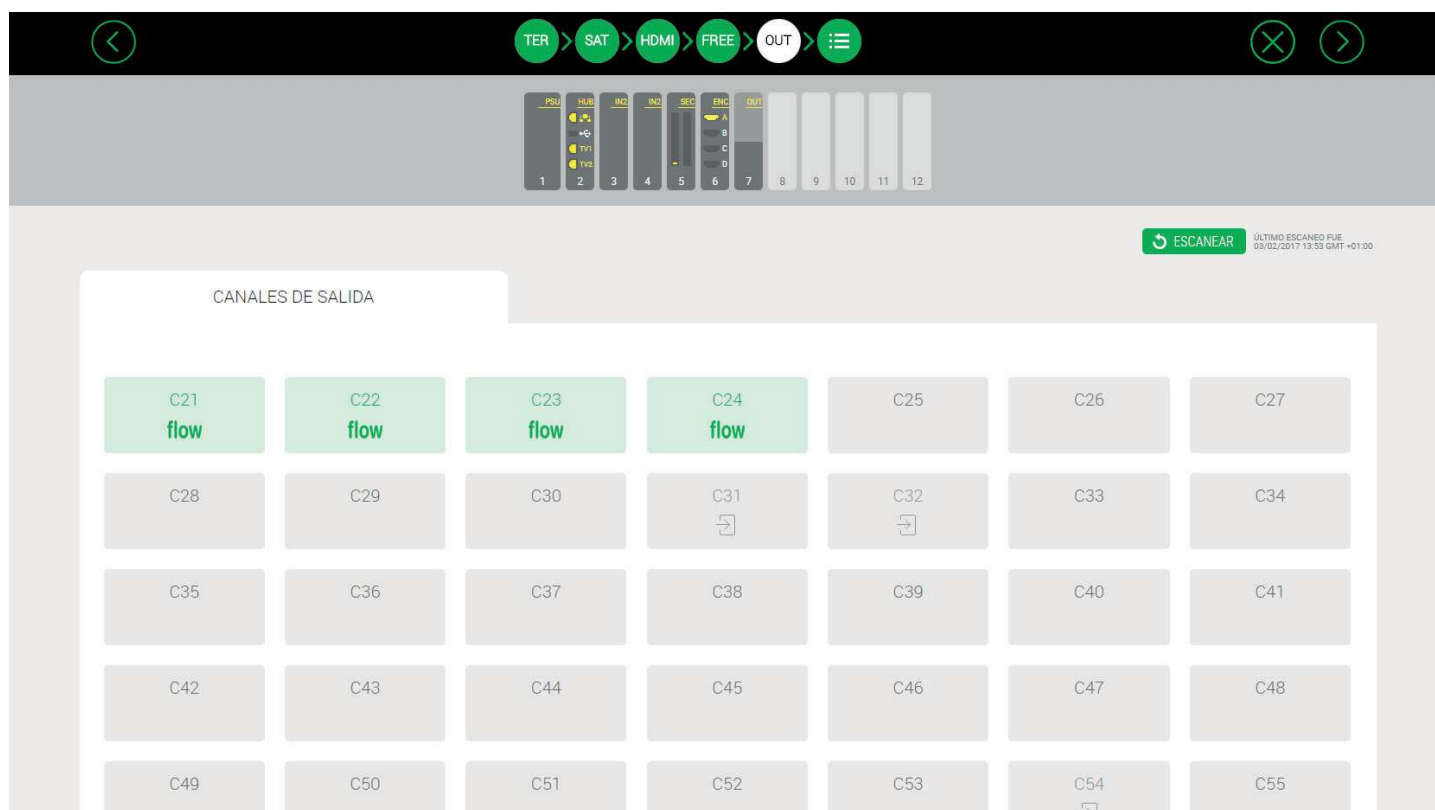 TER > SAT > HDMI > FREE > OUT >
PSU HUB IN2 IN2 SEC ENC OUT
A
B
TV1 C
TV2 D
1 2 3 4 5 6 7 8 9 10 11 12
ESCANEAR
ÚLTIMO ESCANEO FUE
03/02/2017 13:53 GMT +01:00
CANALES DE SALIDA
C21 C22 C23 C24 C25 C26 C27
flow flow flow flow
C28 C29 C30 C31 C32 C33 C34
C35 C36 C37 C38 C39 C40 C41
C42 C43 C44 C45 C46 C47 C48
C49 C50 C51 C52 C53 C54 C55